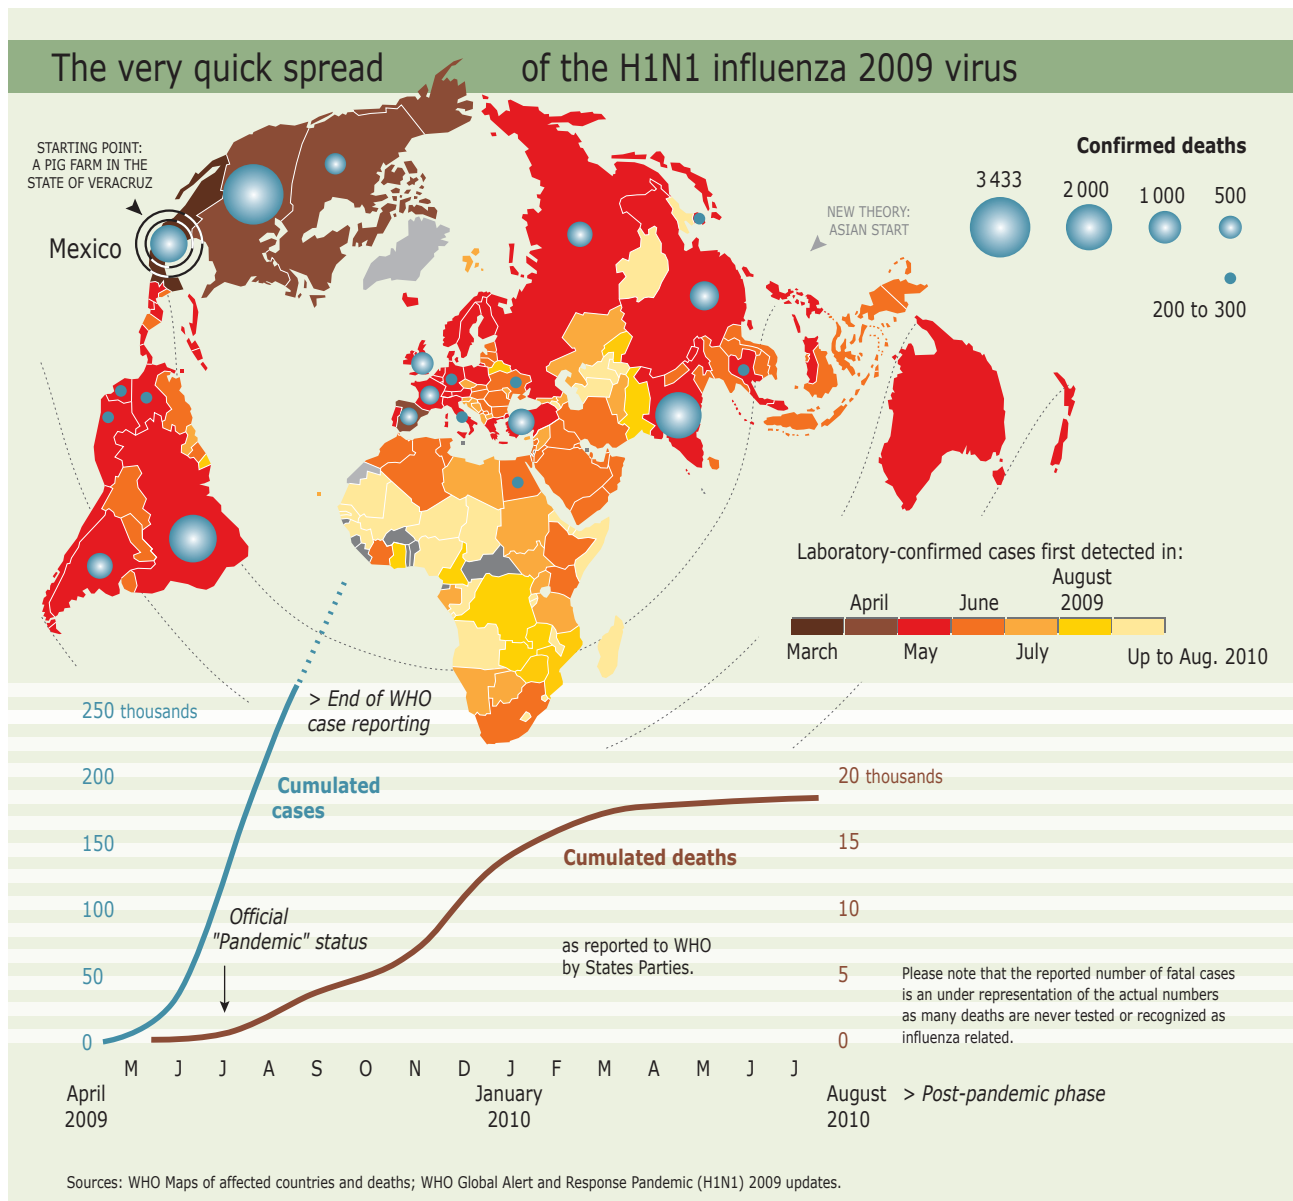 The very quick spread of the H1N1 influenza 2009 virus
STARTING POINT:
A PIG FARM IN THE
STATE OF VERACRUZ
Mexico
NEW THEORY:
ASIAN START
Confirmed deaths
3 433
2 000
1 000
500
200 to 300
Laboratory-confirmed cases first detected in:
August
April
June
2009
March
May
July
Up to Aug. 2010
> End of WHO
case reporting
250 thousands
200
150
100
50
0
Cumulated
cases
Official
"Pandemic" status
Cumulated deaths
as reported to WHO
by States Parties.
20 thousands
15
10
5
0
Please note that the reported number of fatal cases
is an under representation of the actual numbers
as many deaths are never tested or recognized as
influenza related.
M J J A S O N D J F M A M J J
April
2009
January
2010
August
2010
> Post-pandemic phase
Sources: WHO Maps of affected countries and deaths; WHO Global Alert and Response Pandemic (H1N1) 2009 updates.